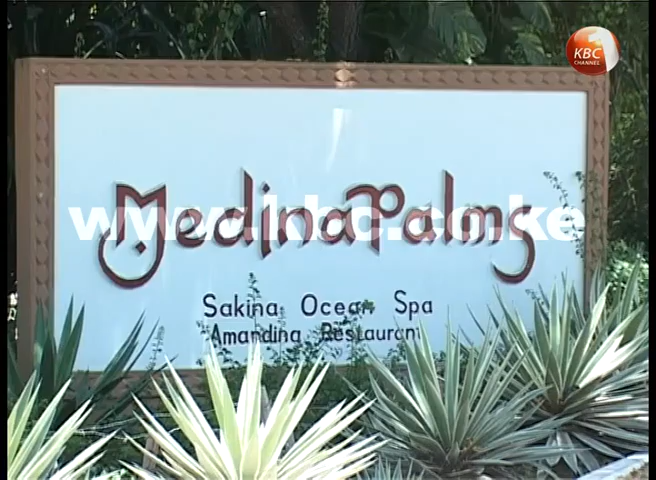 KBC
CHANNEL
1
Medina Palms
www.kbc.co.ke
Sakina Ocean Spa
Amandina Restaurant